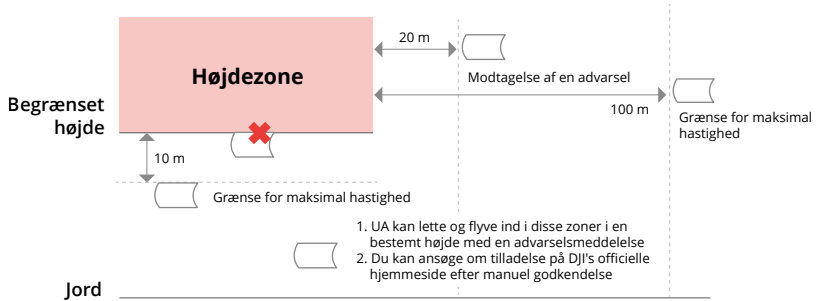 20 m
Højdezone
Modtagelse af en advarsel
Begrænset
højde
100 m
Grænse for maksimal
hastighed
10 m
Grænse for maksimal hastighed
1. UA kan lette og flyve ind i disse zoner i en
bestemt højde med en advarselsmeddelelse
2. Du kan ansøge om tilladelse på DJI's officielle
hjemmeside efter manuel godkendelse
Jord